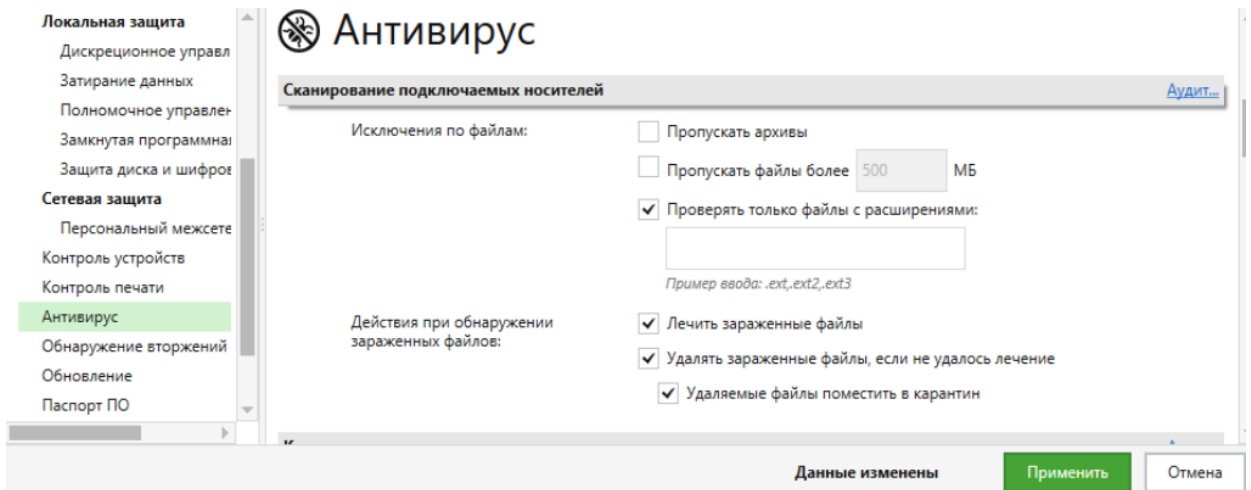 Локальная защита
Дискреционное управл
Затирание данных
Полномочное управлен
Замкнутая программная
Защита диска и шифров
Сетевая защита
Персональный межсете
Контроль устройств
Контроль печати
Антивирус
Обнаружение вторжений
Обновление
Паспорт ПО
Антивирус
Сканирование подключаемых носителей Аудит...
Исключения по файлам:
Пропускать архивы
Пропускать файлы более 500 МБ
Проверять только файлы с расширениями:
Пример ввода: .ext,.ext2,.ext3
Действия при обнаружении
зараженных файлов:
Лечить зараженные файлы
Удалять зараженные файлы, если не удалось лечение
Удаляемые файлы поместить в карантин
Данные изменены
Применить
Отмена